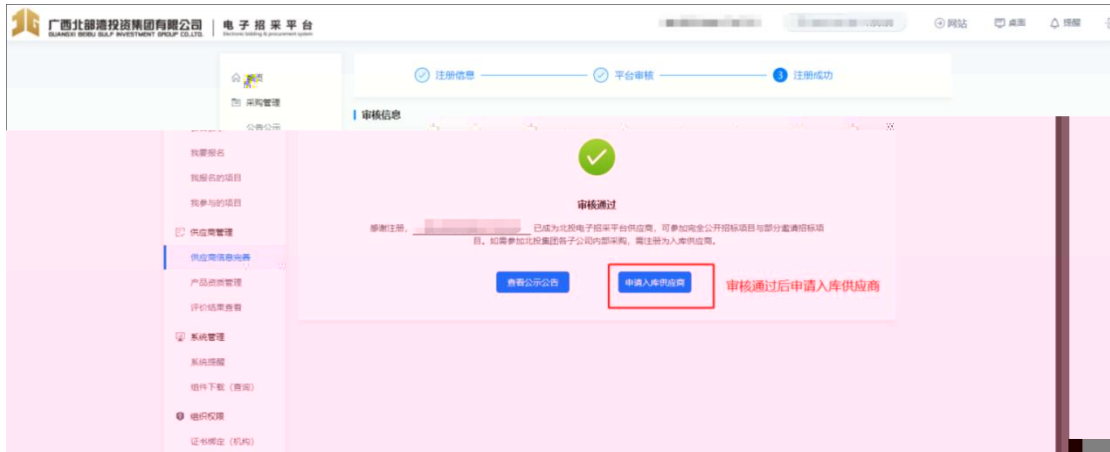 广西北部湾投资集团有限公司
GUANGXI BEIBU GULF INVESTMENT GROUP CO.,LTD.
电子招采平台
Electronic bidding & procurement system
网站
桌面
提醒
注册信息
平台审核
3 注册成功
采购管理
公告公示
审核信息
我要报名
我报名的项目
我参与的项目
供应商管理
供应商信息完善
产品资质管理
评价结果查看
系统管理
系统提醒
组件下载（查询）
组织权限
证书绑定（机构）
审核通过
感谢注册，
已成为北投电子招采平台供应商，可参加完全公开招标项目与部分邀请招标项
目。如需参加北投集团各子公司内部采购，需注册为入库供应商。
查看公示公告
申请入库供应商
审核通过后申请入库供应商